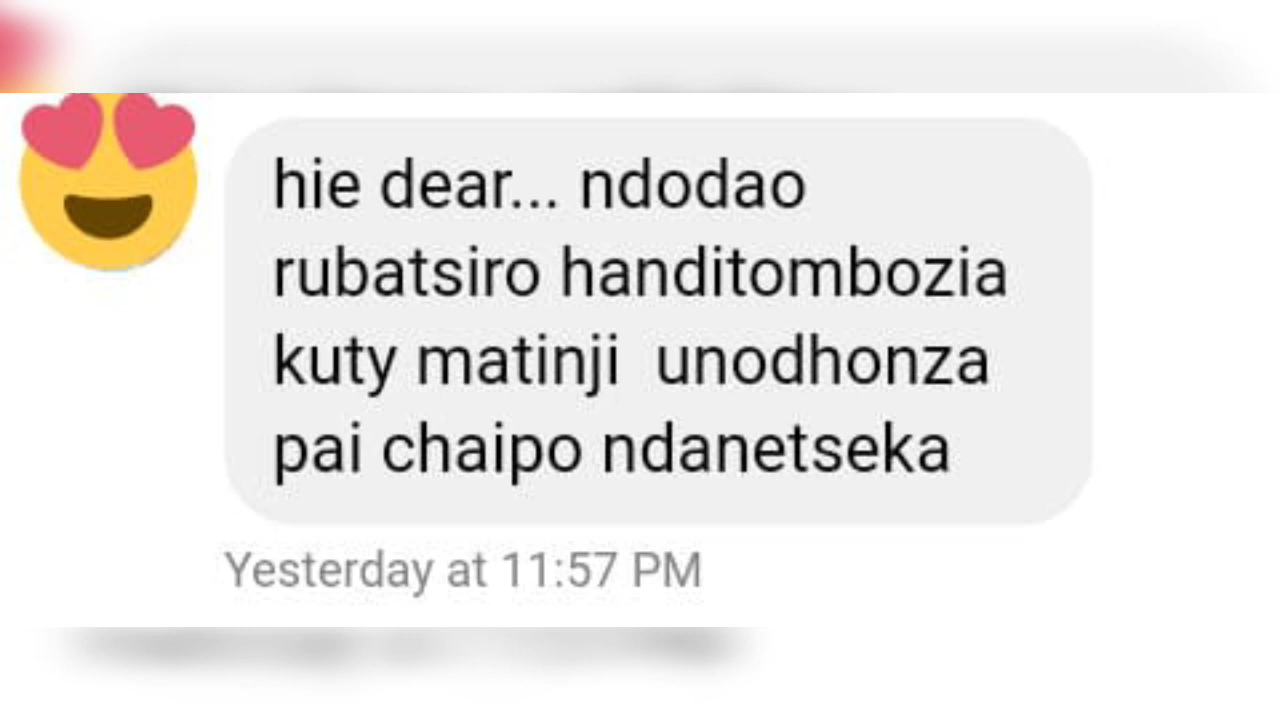 hie dear... ndodao
rubatsiro handitombozia
kuty matinji  unodhonza
pai chaipo ndanetseka
Yesterday at 11:57 PM